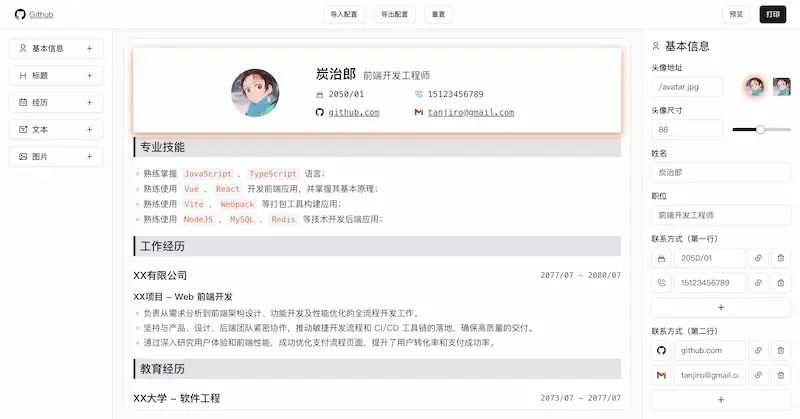 Github
导入配置
导出配置
重置
预览
打印
基本信息 +
标题 +
经历 +
文本 +
图片 +
炭治郎 前端开发工程师
2050/01 15123456789
github.com tanjiro@gmail.com
专业技能
熟练掌握 JavaScript 、 TypeScript 语言；
熟练使用 Vue 、 React 开发前端应用，并掌握其基本原理；
熟练使用 Vite 、 Webpack 等打包工具构建应用；
熟练使用 NodeJS 、 MySQL 、 Redis 等技术开发后端应用；
工作经历
XX有限公司 2077/07 – 2080/07
XX项目 – Web 前端开发
负责从需求分析到前端架构设计、功能开发及性能优化的全流程开发工作。
坚持与产品、设计、后端团队紧密协作，推动敏捷开发流程和 CI/CD 工具链的落地，确保高质量的交付。
通过深入研究用户体验和前端性能，成功优化支付流程页面，提升了用户转化率和支付成功率。
教育经历
XX大学 – 软件工程 2073/07 – 2077/07
基本信息
头像地址
/avatar.jpg
头像尺寸
86
姓名
炭治郎
职位
前端开发工程师
联系方式（第一行）
2050/01
15123456789
+
联系方式（第二行）
github.com
tanjiro@gmail.c
+